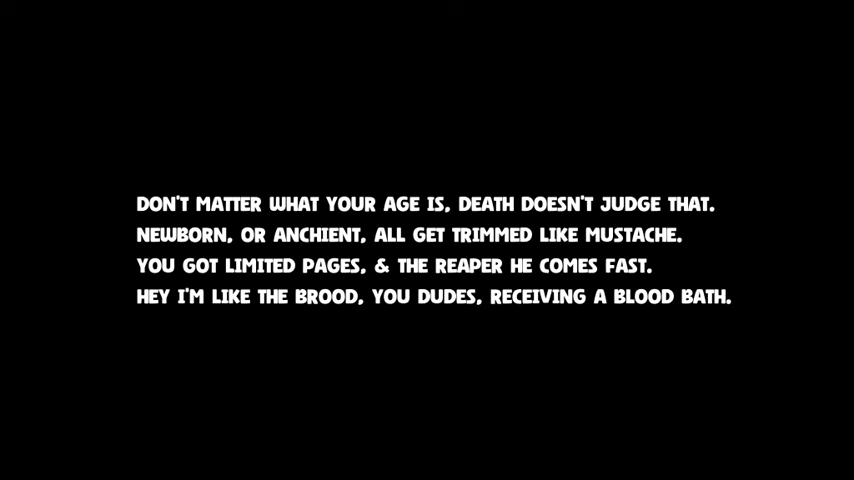 DON'T MATTER WHAT YOUR AGE IS, DEATH DOESN'T JUDGE THAT.
NEWBORN, OR ANCHIENT, ALL GET TRIMMED LIKE MUSTACHE.
YOU GOT LIMITED PAGES, & THE REAPER HE COMES FAST.
HEY I'M LIKE THE BROOD, YOU DUDES, RECEIVING A BLOOD BATH.